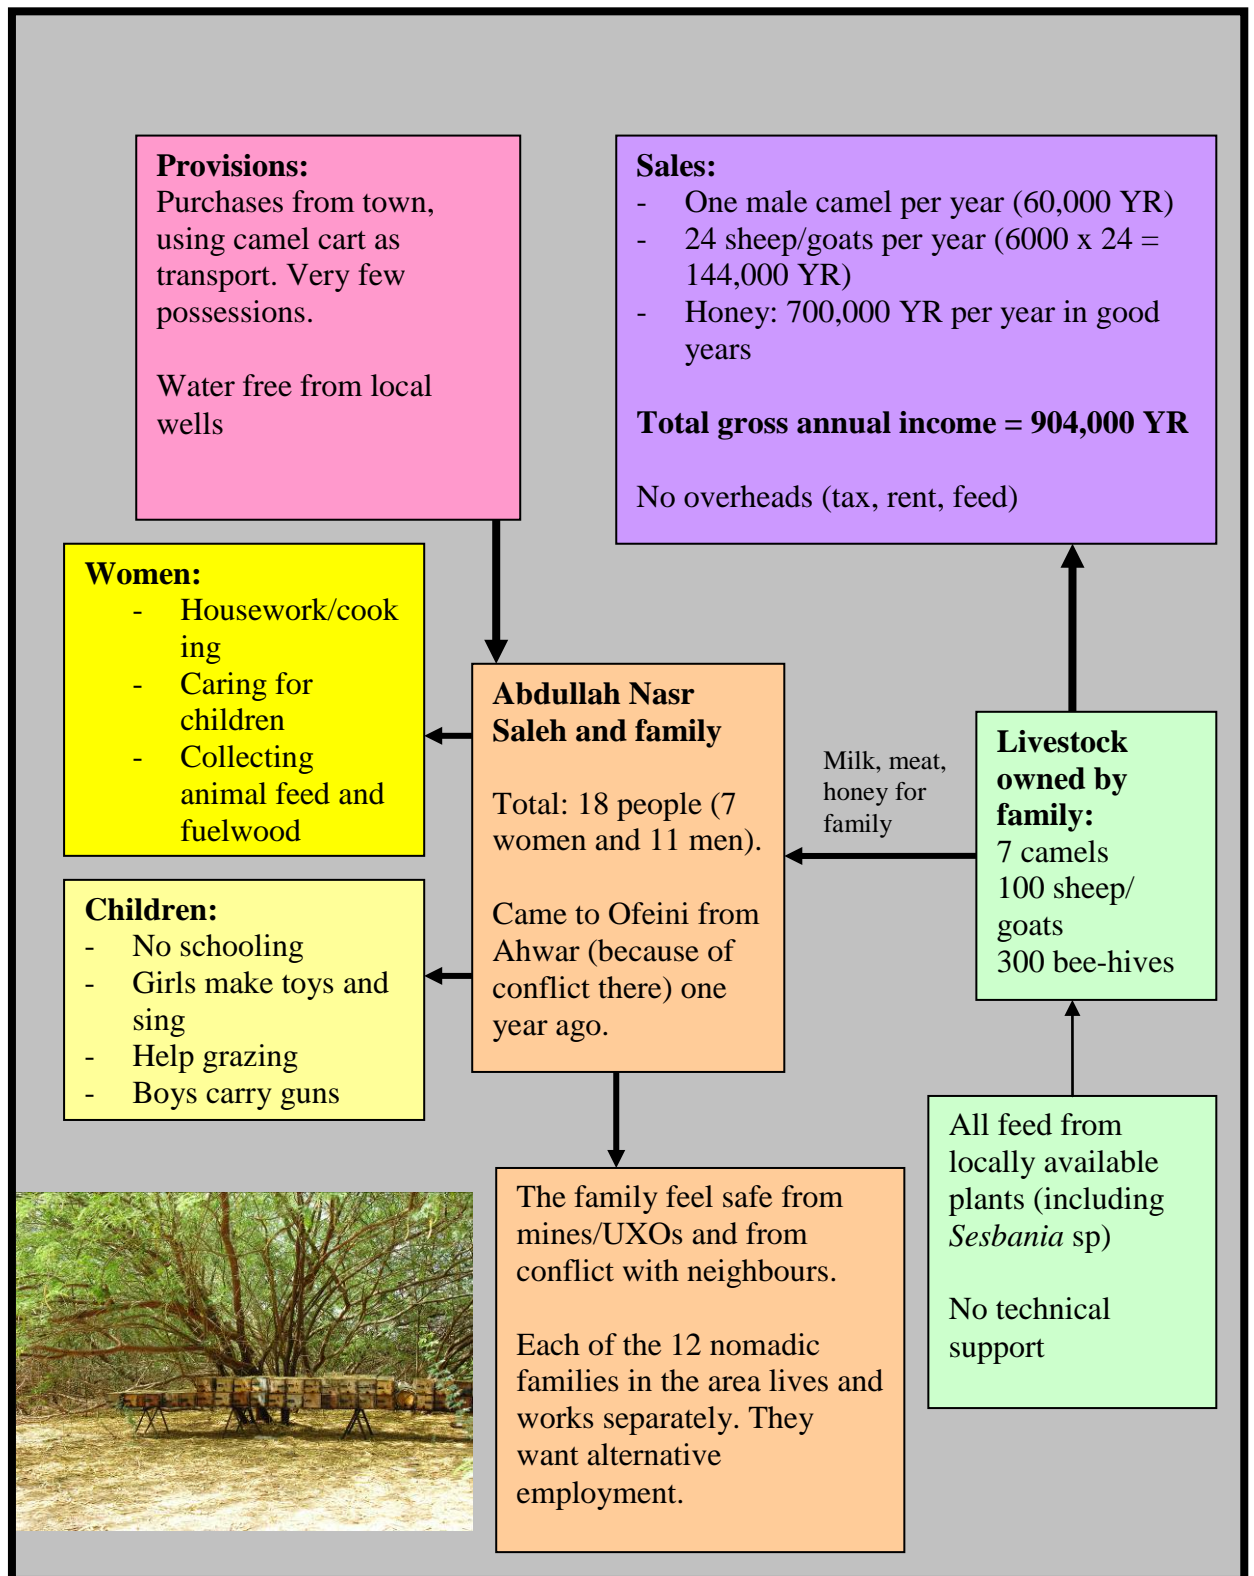 Provisions:
Purchases from town,
using camel cart as
transport. Very few
possessions.
Water free from local
wells
Sales:
- One male camel per year (60,000 YR)
- 24 sheep/goats per year (6000 x 24 =
144,000 YR)
- Honey: 700,000 YR per year in good
years
Total gross annual income = 904,000 YR
No overheads (tax, rent, feed)
Women:
- Housework/cook
ing
- Caring for
children
- Collecting
animal feed and
fuelwood
Abdullah Nasr
Saleh and family
Total: 18 people (7
women and 11 men).
Came to Ofeini from
Ahwar (because of
conflict there) one
year ago.
Milk, meat,
honey for
family
Livestock
owned by
family:
7 camels
100 sheep/
goats
300 bee-hives
Children:
- No schooling
- Girls make toys and
sing
- Help grazing
- Boys carry guns
The family feel safe from
mines/UXOs and from
conflict with neighbours.
Each of the 12 nomadic
families in the area lives and
works separately. They
want alternative
employment.
All feed from
locally available
plants (including
Sesbania sp)
No technical
support